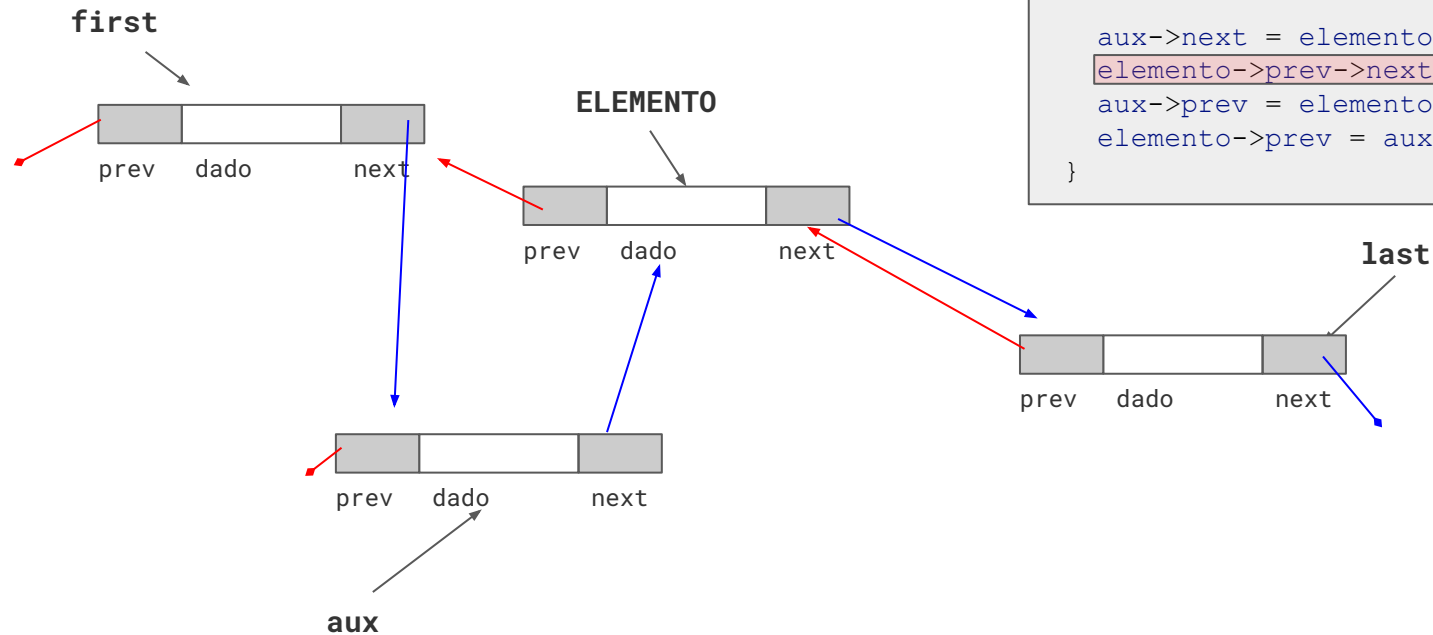 first
aux->next = elemento
elemento->prev->next
aux->prev = elemento
elemento->prev = aux
}
ELEMENTO
prev dado next
prev dado next
last
prev dado next
prev dado next
aux